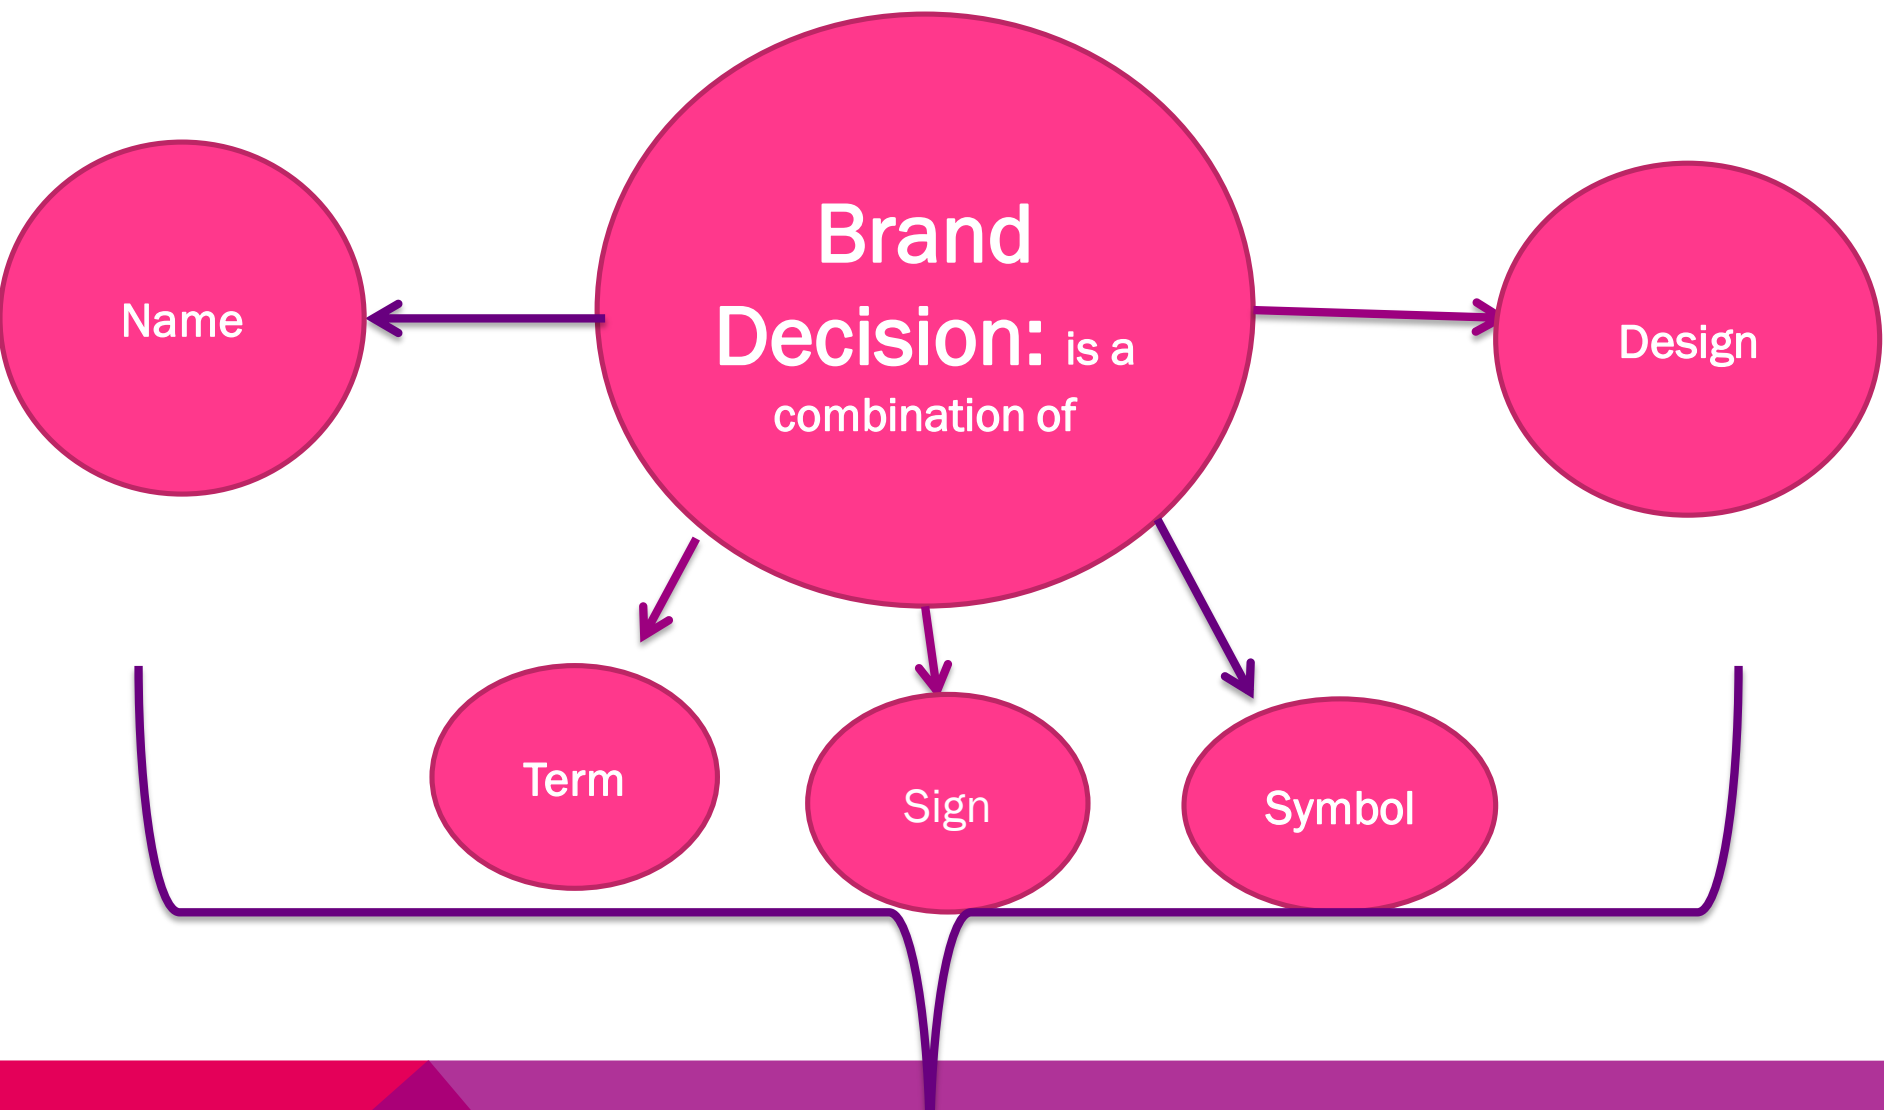 Brand
Decision: is a
combination of
Name
Design
Term
Sign
Symbol